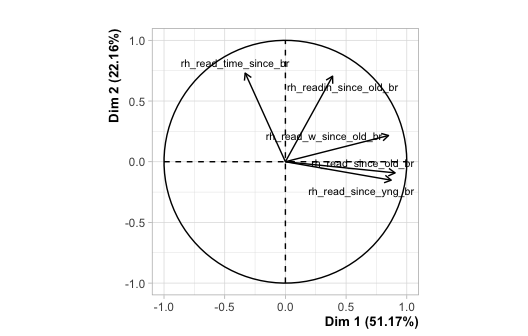 Dim 2 (22.16%)
1.0
0.5
0.0
-0.5
-1.0
rh_read_time_since_br
rh_readin_since_old_br
rh_read_w_since_old_br
rh_read_since_old_br
rh_read_since_yng_br
-1.0
-0.5
0.0
0.5
1.0
Dim 1 (51.17%)